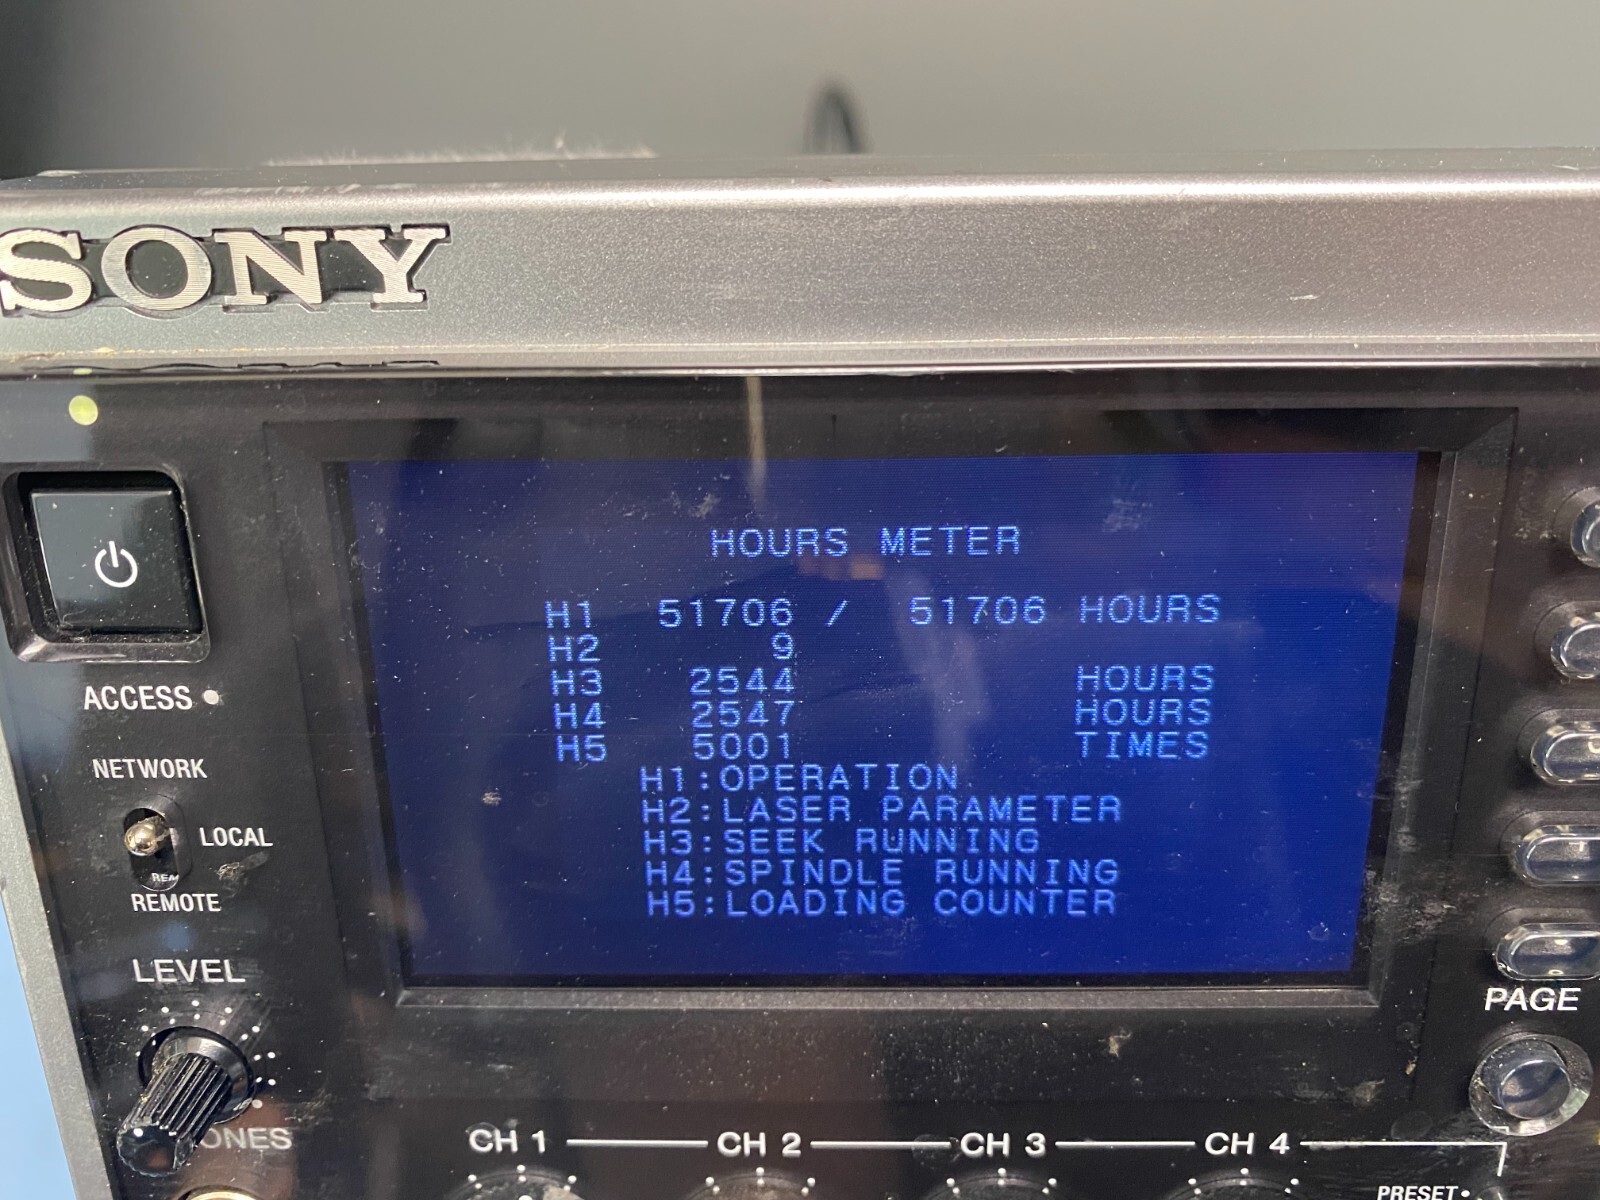 SONY
HOURS METER
H1 51706 / 51706 HOURS
H2 9
H3 2544 HOURS
H4 2547 HOURS
H5 5001 TIMES
H1:OPERATION
H2:LASER PARAMETER
H3:SEEK RUNNING
H4:SPINDLE RUNNING
H5:LOADING COUNTER
ACCESS
NETWORK
LOCAL
REMOTE
LEVEL
PAGE
CH 1 CH 2 CH 3 CH 4
PRESET